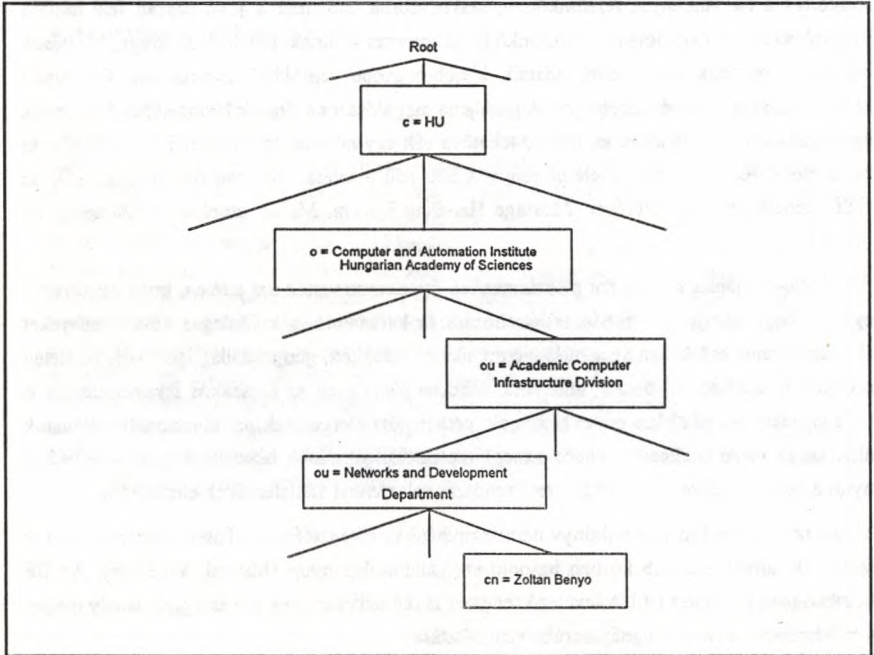 Root
c = HU
o = Computer and Automation Institute
Hungarian Academy of Sciences
ou = Academic Computer
Infrastructure Division
ou = Network and Development
Department
cn = Zoltan Benyo